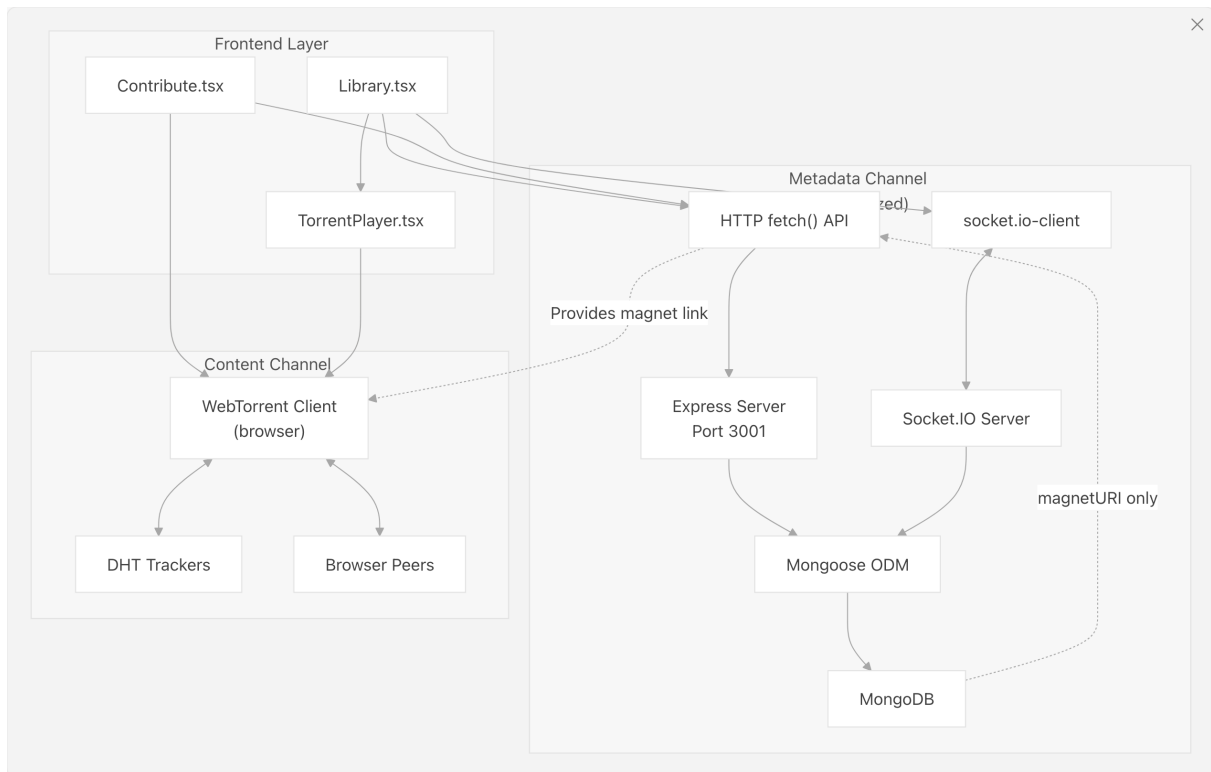 Frontend Layer
Contribute.tsx
Library.tsx
TorrentPlayer.tsx
Metadata Channel
zed)
HTTP fetch() API
socket.io-client
Provides magnet link
Content Channel
WebTorrent Client
(browser)
Express Server
Port 3001
Socket.IO Server
magnetURI only
DHT Trackers
Browser Peers
Mongoose ODM
MongoDB